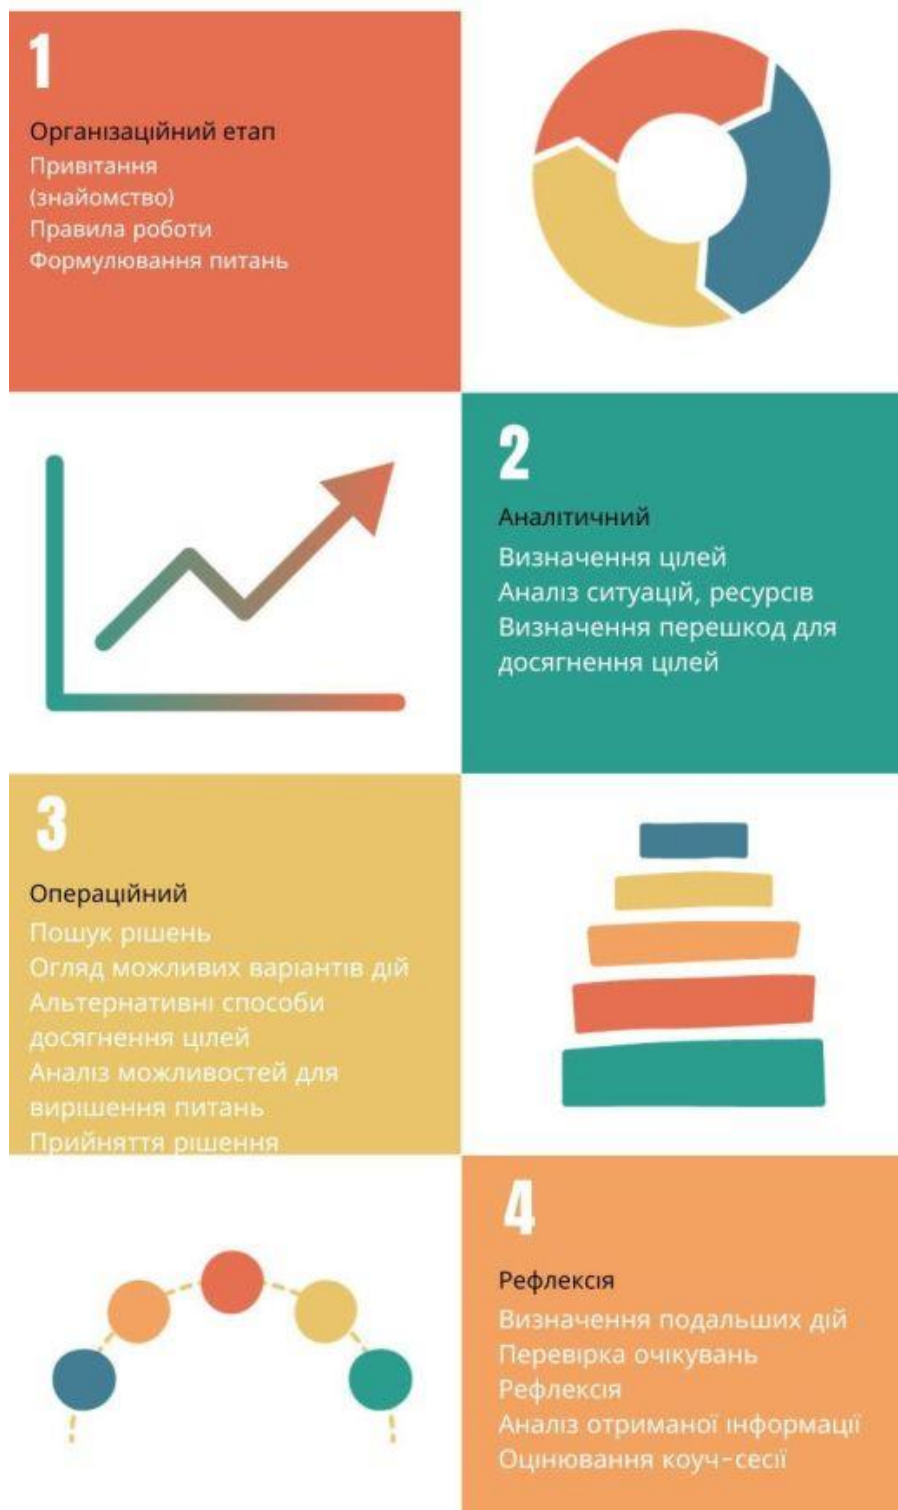 1
Організаційний етап
Привітання
(знайомство)
Правила роботи
Формулювання питань
2
Аналітичний
Визначення цілей
Аналіз ситуацій, ресурсів
Визначення перешкод для
досягнення цілей
3
Операційний
Пошук рішень
Огляд можливих варіантів дій
Альтернативні способи
досягнення цілей
Аналіз можливостей для
вирішення питань
Прийняття рішення
4
Рефлексія
Визначення подальших дій
Перевірка очікувань
Рефлексія
Аналіз отриманої інформації
Оцінювання коуч-сесії